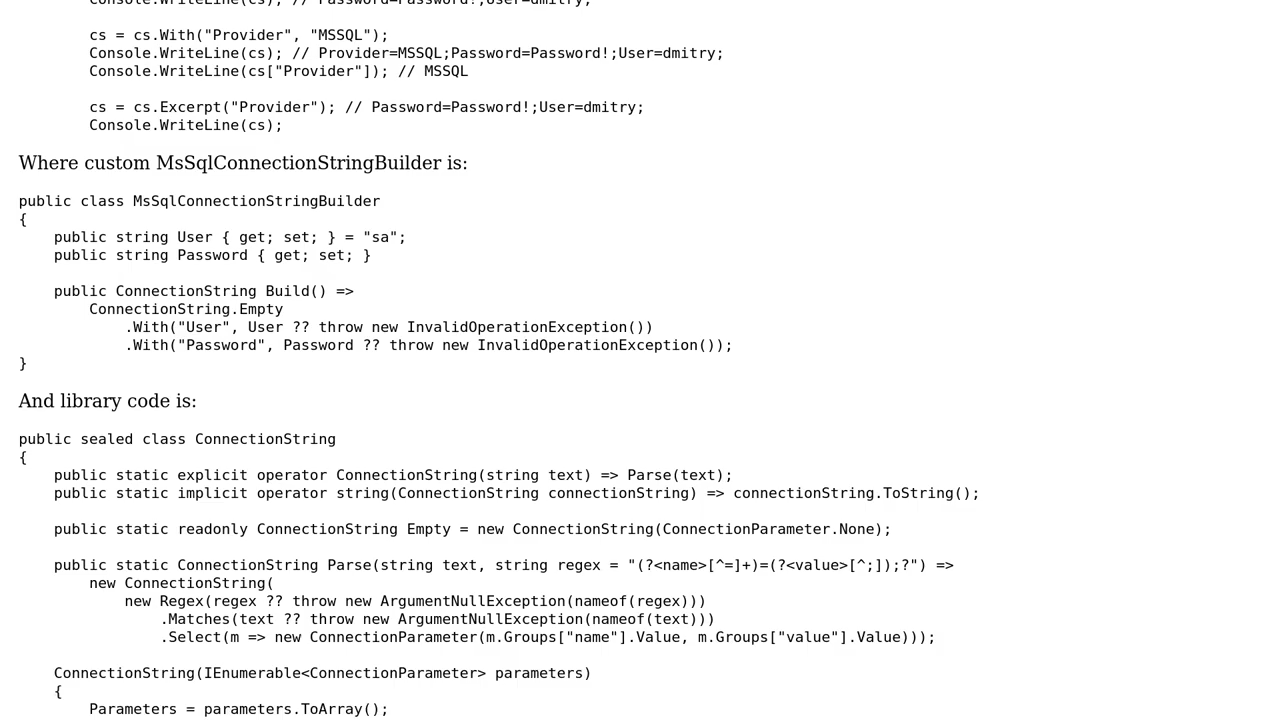 Console.WriteLine(cs); // Password=Password!;User=dmitry;
cs = cs.With("Provider", "MSSQL");
Console.WriteLine(cs); // Provider=MSSQL;Password=Password!;User=dmitry;
Console.WriteLine(cs["Provider"]); // MSSQL
cs = cs.Excerpt("Provider"); // Password=Password!;User=dmitry;
Console.WriteLine(cs);
Where custom MsSqlConnectionStringBuilder is:
public class MsSqlConnectionStringBuilder
{
    public string User { get; set; } = "sa";
    public string Password { get; set; }
    public ConnectionString Build() =>
        ConnectionString.Empty
            .With("User", User ?? throw new InvalidOperationException())
            .With("Password", Password ?? throw new InvalidOperationException());
}
And library code is:
public sealed class ConnectionString
{
    public static explicit operator ConnectionString(string text) => Parse(text);
    public static implicit operator string(ConnectionString connectionString) => connectionString.ToString();
    public static readonly ConnectionString Empty = new ConnectionString(ConnectionParameter.None);
    public static ConnectionString Parse(string text, string regex = "(?<name>[^=]+)=(?<value>[^;]);?") =>
        new ConnectionString(
            new Regex(regex ?? throw new ArgumentNullException(nameof(regex)))
                .Matches(text ?? throw new ArgumentNullException(nameof(text)))
                .Select(m => new ConnectionParameter(m.Groups["name"].Value, m.Groups["value"].Value)));
    ConnectionString(IEnumerable<ConnectionParameter> parameters)
    {
        Parameters = parameters.ToArray();